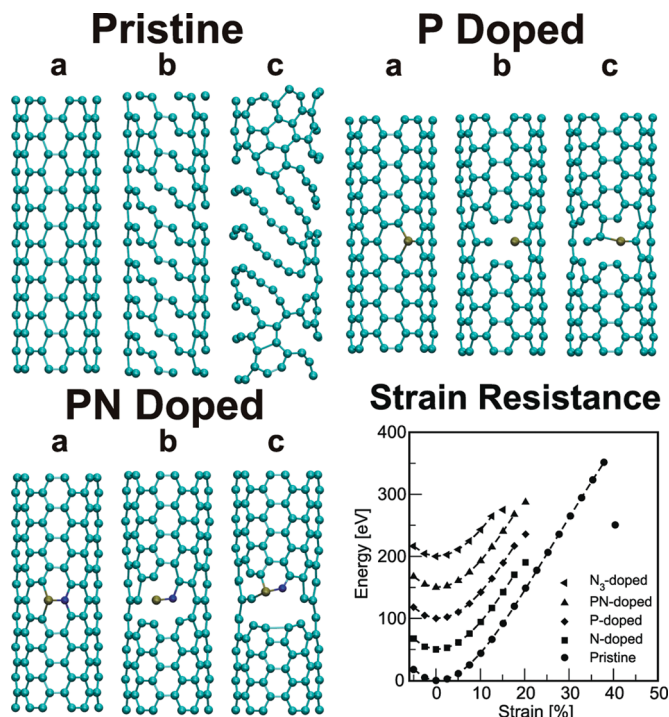 Pristine
a b c
P Doped
a b c
PN Doped
a b c
Strain Resistance
400
300
200
100
0
Energy [eV]
N₃-doped
PN-doped
P-doped
N-doped
Pristine
0 10 20 30 40 50
Strain [%]